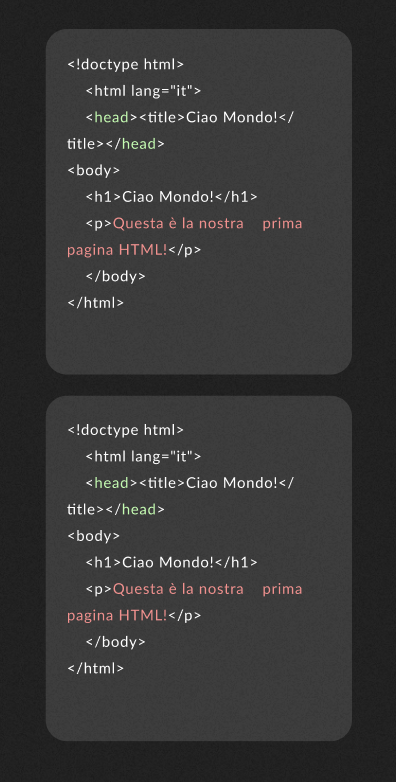 <!doctype html>
<html lang="it">
<head><title>Ciao Mondo!</
title></head>
<body>
<h1>Ciao Mondo!</h1>
<p>Questa è la nostra prima
pagina HTML!</p>
</body>
</html>
<!doctype html>
<html lang="it">
<head><title>Ciao Mondo!</
title></head>
<body>
<h1>Ciao Mondo!</h1>
<p>Questa è la nostra prima
pagina HTML!</p>
</body>
</html>